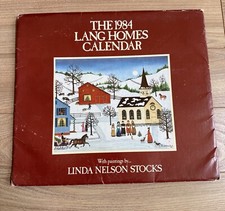 THE 1984
LANG HOMES
CALENDAR
With paintings by...
LINDA NELSON STOCKS